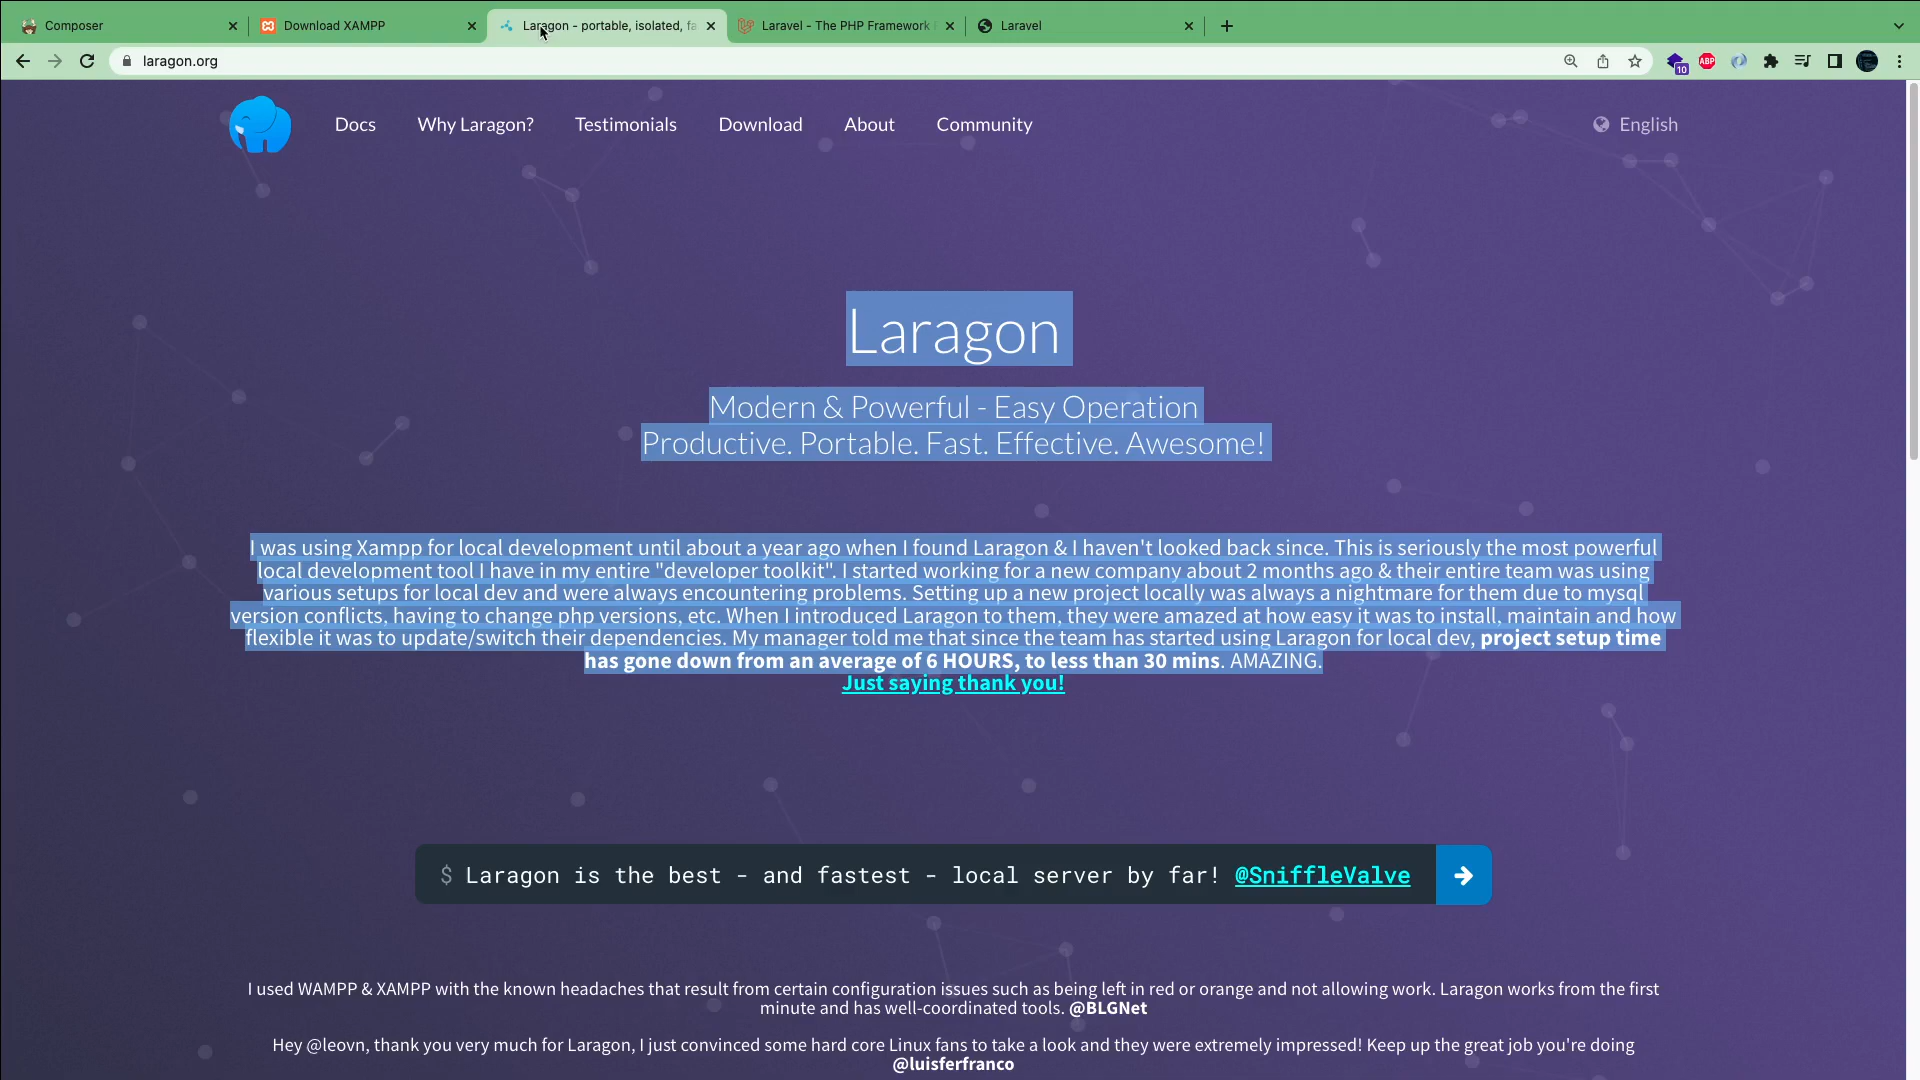 Composer
Download XAMPP
Laragon - portable, isolated, fa
Laravel - The PHP Framework
Laravel
laragon.org
10
ABP
Docs
Why Laragon?
Testimonials
Download
About
Community
English
Laragon
Modern & Powerful - Easy Operation
Productive. Portable. Fast. Effective. Awesome!
I was using Xampp for local development until about a year ago when I found Laragon & I haven't looked back since. This is seriously the most powerful
local development tool I have in my entire "developer toolkit". I started working for a new company about 2 months ago & their entire team was using
various setups for local dev and were always encountering problems. Setting up a new project locally was always a nightmare for them due to mysql
version conflicts, having to change php versions, etc. When I introduced Laragon to them, they were amazed at how easy it was to install, maintain and how
flexible it was to update/switch their dependencies. My manager told me that since the team has started using Laragon for local dev, project setup time
has gone down from an average of 6 HOURS, to less than 30 mins. AMAZING.
Just saying thank you!
$ Laragon is the best - and fastest - local server by far! @SniffleValve
I used WAMPP & XAMPP with the known headaches that result from certain configuration issues such as being left in red or orange and not allowing work. Laragon works from the first
minute and has well-coordinated tools. @BLGNet
Hey @leovn, thank you very much for Laragon, I just convinced some hard core Linux fans to take a look and they were extremely impressed! Keep up the great job you're doing
@luisferfranco